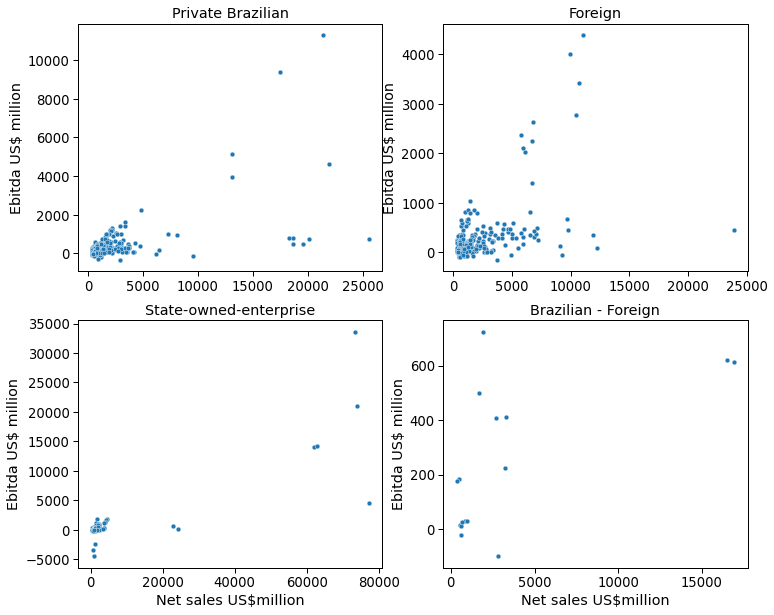 Private Brazilian
Ebitda US$ million
10000
8000
6000
4000
2000
0
0 5000 10000 15000 20000 25000
Foreign
Ebitda US$ million
4000
3000
2000
1000
0
0 5000 10000 15000 20000 25000
State-owned-enterprise
Ebitda US$ million
35000
30000
25000
20000
15000
10000
5000
0
−5000
0 20000 40000 60000 80000
Net sales US$million
Brazilian - Foreign
Ebitda US$ million
600
400
200
0
0 5000 10000 15000
Net sales US$million